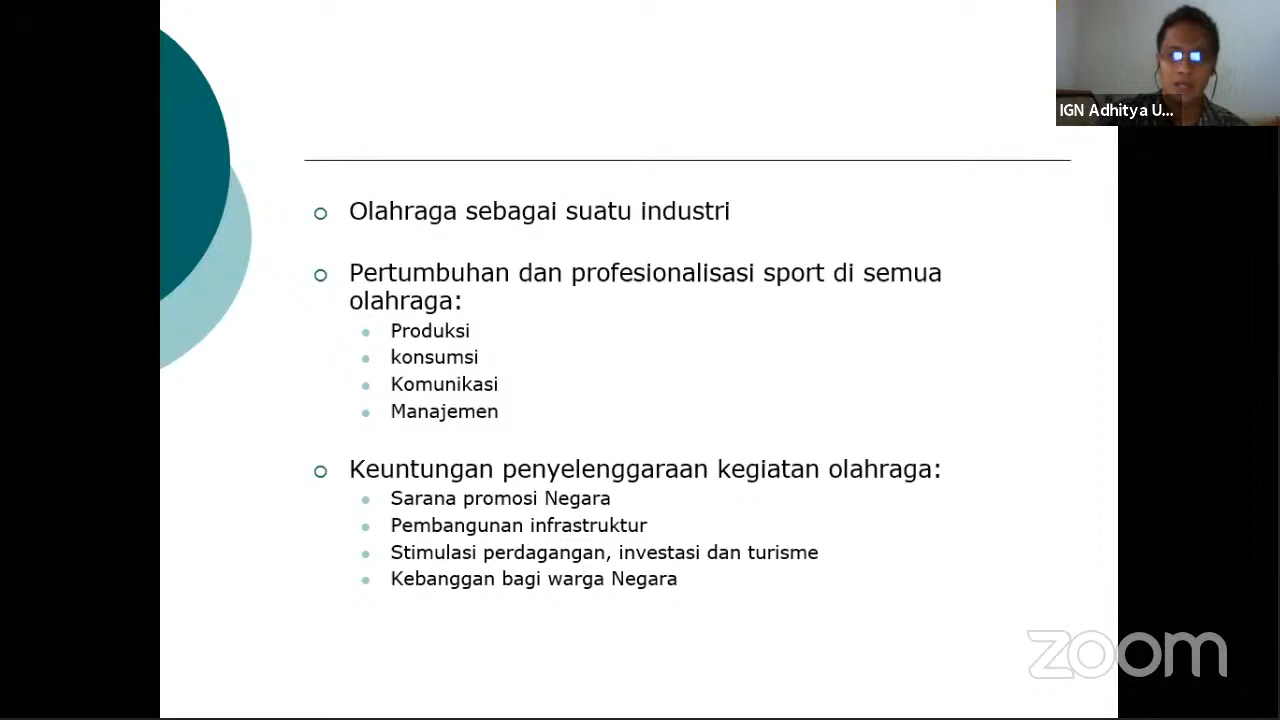 IGN Adhitya U...
Olahraga sebagai suatu industri
Pertumbuhan dan profesionalisasi sport di semua
olahraga:
Produksi
konsumsi
Komunikasi
Manajemen
Keuntungan penyelenggaraan kegiatan olahraga:
Sarana promosi Negara
Pembangunan infrastruktur
Stimulasi perdagangan, investasi dan turisme
Kebanggan bagi warga Negara
zoom